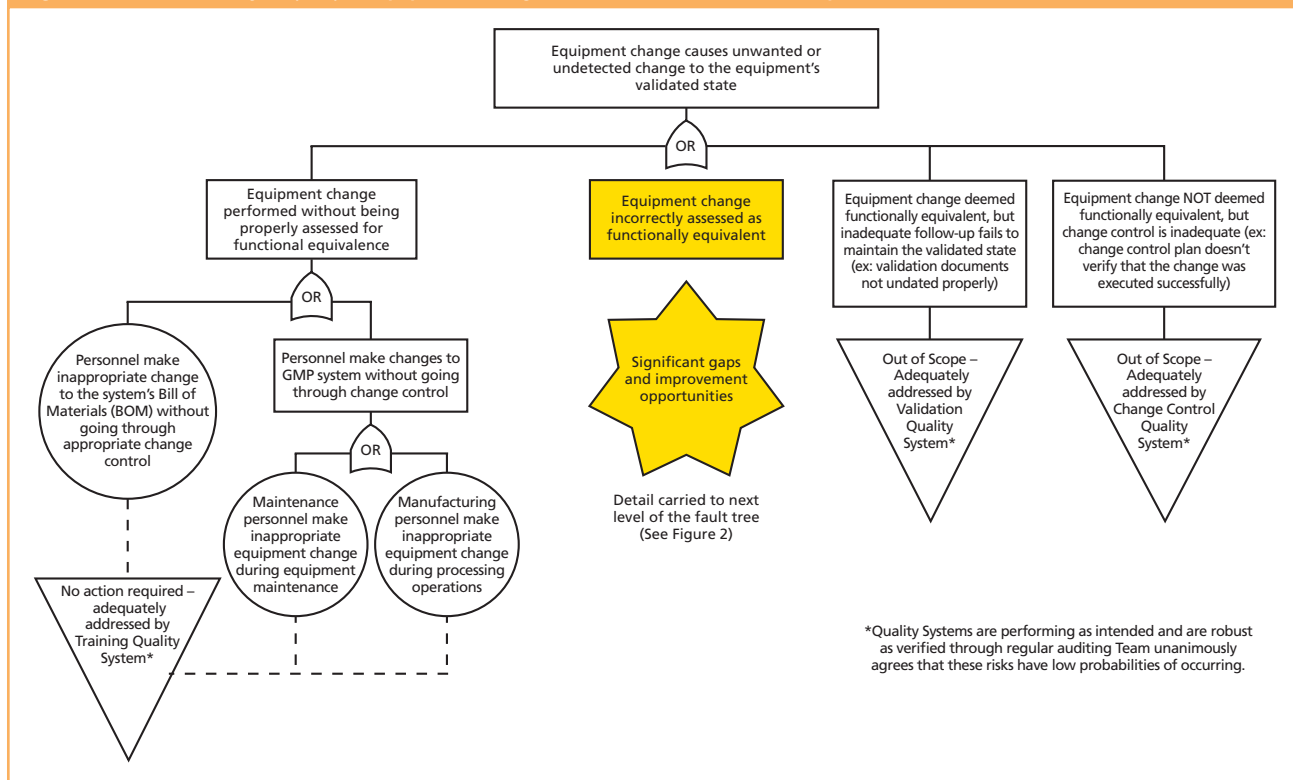 Equipment change causes unwanted or
undetected change to the equipment's
validated state
OR
Equipment change
performed without being
properly assessed for
functional equivalence
Equipment change
incorrectly assessed as
functionally equivalent
Equipment change deemed
functionally equivalent, but
inadequate follow-up fails to
maintain the validated state
(ex: validation documents
not undated properly)
Equipment change NOT deemed
functionally equivalent, but
change control is inadequate (ex:
change control plan doesn't
verify that the change was
executed successfully)
OR
Personnel make
inappropriate change
to the system's Bill of
Materials (BOM) without
going through
appropriate change
control
Personnel make changes to
GMP system without going
through change control
Significant gaps
and improvement
opportunities
Out of Scope –
Adequately
addressed by
Validation
Quality
System*
Out of Scope –
Adequately
addressed by
Change Control
Quality
System*
OR
Maintenance
personnel make
inappropriate
equipment change
during equipment
maintenance
Manufacturing
personnel make
inappropriate
equipment change
during processing
operations
Detail carried to next
level of the fault tree
(See Figure 2)
No action required –
adequately
addressed by
Training Quality
System*
*Quality Systems are performing as intended and are robust
as verified through regular auditing Team unanimously
agrees that these risks have low probabilities of occurring.